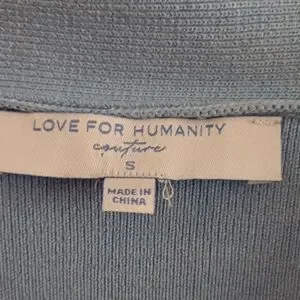 LOVE FOR HUMANITY
couture
S
MADE IN
CHINA